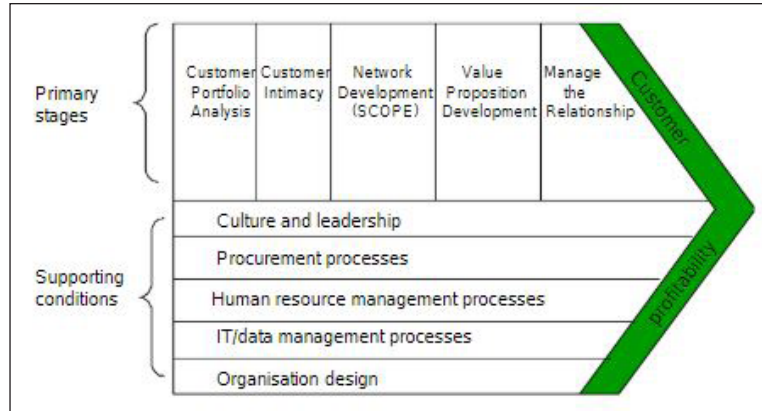 Primary
stages
Customer
Portfolio
Analysis
Customer
Intimacy
Network
Development
(SCOPE)
Value
Proposition
Development
Manage
the
Relationship
Customer
profitability
Supporting
conditions
Culture and leadership
Procurement processes
Human resource management processes
IT/data management processes
Organisation design